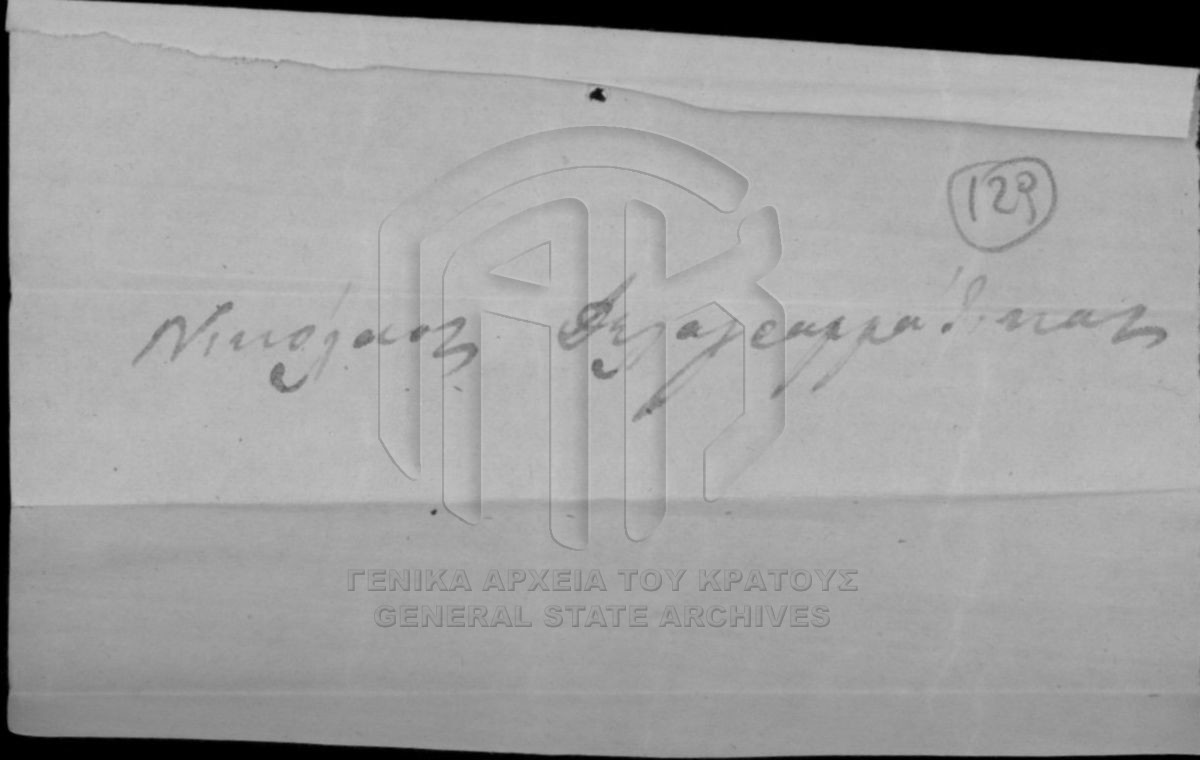 129
Νικόλαος
ΓΕΝΙΚΑ ΑΡΧΕΙΑ ΤΟΥ ΚΡΑΤΟΥΣ
GENERAL STATE ARCHIVES